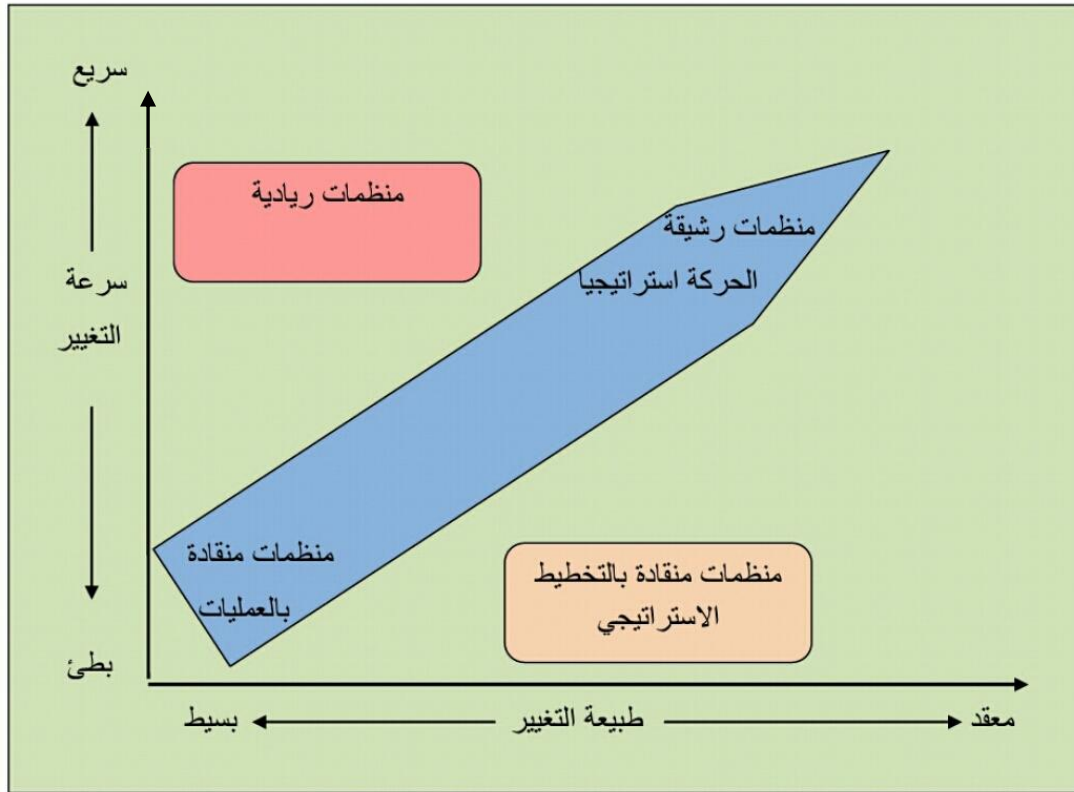 سريع
منظمات ريادية
منظمات رشيقة
الحركة استراتيجيا
سرعة
التغيير
منظمات منقادة
بالعمليات
منظمات منقادة بالتخطيط
الاستراتيجي
بطئ
بسيط
طبيعة التغيير
معقد